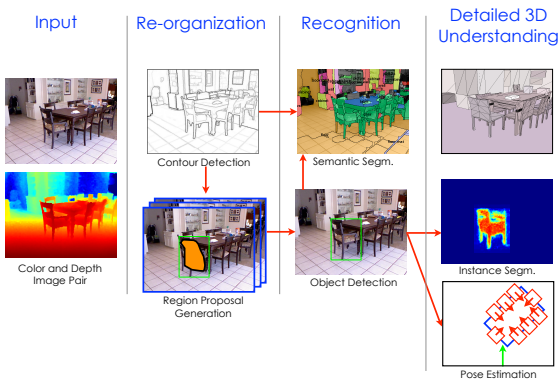 Input
Re-organization
Recognition
Detailed 3D
Understanding
Contour Detection
Semantic Segm.
Color and Depth
Image Pair
Region Proposal
Generation
Object Detection
Instance Segm.
Pose Estimation